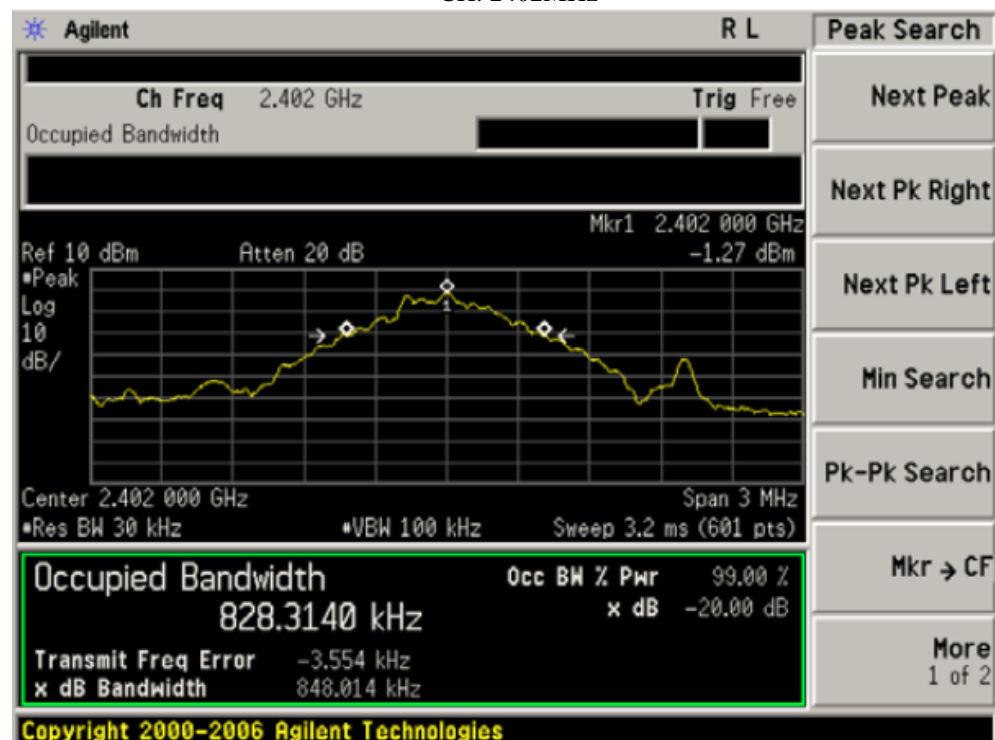 Agilent R L Peak Search
Ch Freq 2.402 GHz Trig Free
Occupied Bandwidth
Next Peak
Next Pk Right
Mkr1 2.402 000 GHz
Ref 10 dBm Atten 20 dB -1.27 dBm
#Peak
Log
10
dB/
1
Next Pk Left
Min Search
Pk-Pk Search
Center 2.402 000 GHz Span 3 MHz
#Res BW 30 kHz #VBW 100 kHz Sweep 3.2 ms (601 pts)
Occupied Bandwidth Occ BW % Pwr 99.00 %
828.3140 kHz x dB -20.00 dB
Transmit Freq Error -3.554 kHz
x dB Bandwidth 848.014 kHz
Mkr → CF
More
1 of 2
Copyright 2000-2006 Agilent Technologies